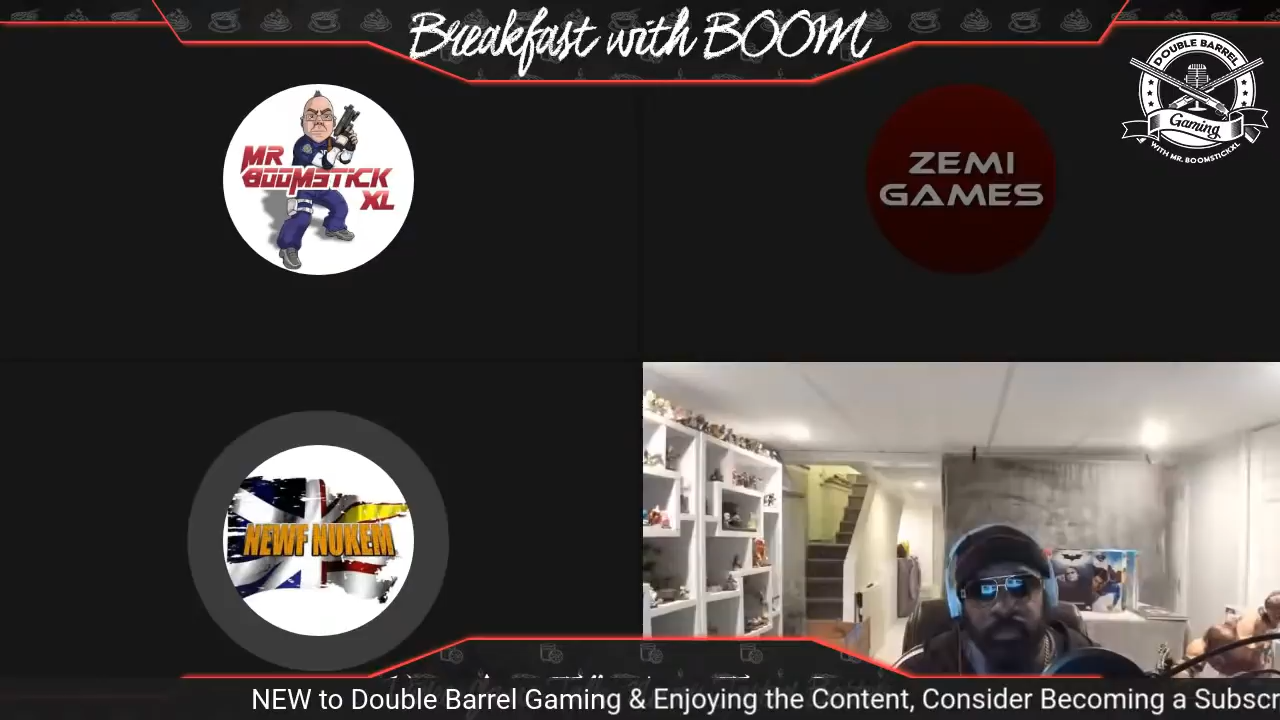 Breakfast with BOOM
DOUBLE BARREL
Gaming
WITH MR. BOOMSTICKXL
MR
BOOMSTICK
XL
ZEMI
GAMES
NEWF NUKEM
NEW to Double Barrel Gaming & Enjoying the Content, Consider Becoming a Subscr